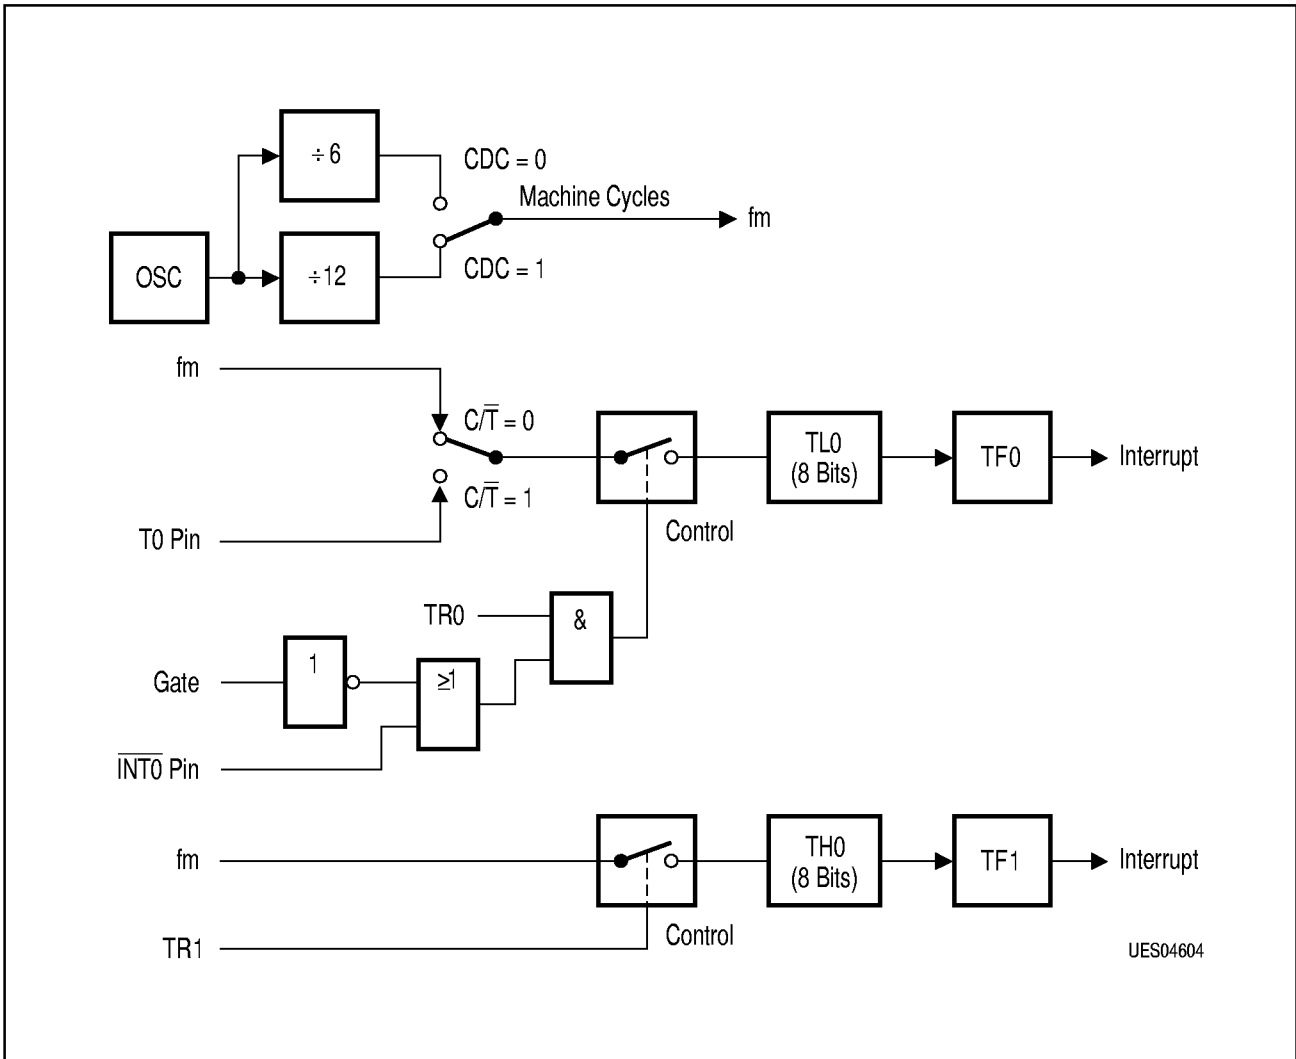 ÷ 6
CDC = 0
Machine Cycles
fm
OSC
÷ 12
CDC = 1
fm
C/T̅ = 0
TL0
(8 Bits)
TF0
Interrupt
C/T̅ = 1
T0 Pin
Control
TR0
&
Gate
1
≥1
I̅N̅T̅0̅ Pin
fm
TH0
(8 Bits)
TF1
Interrupt
TR1
Control
UES04604